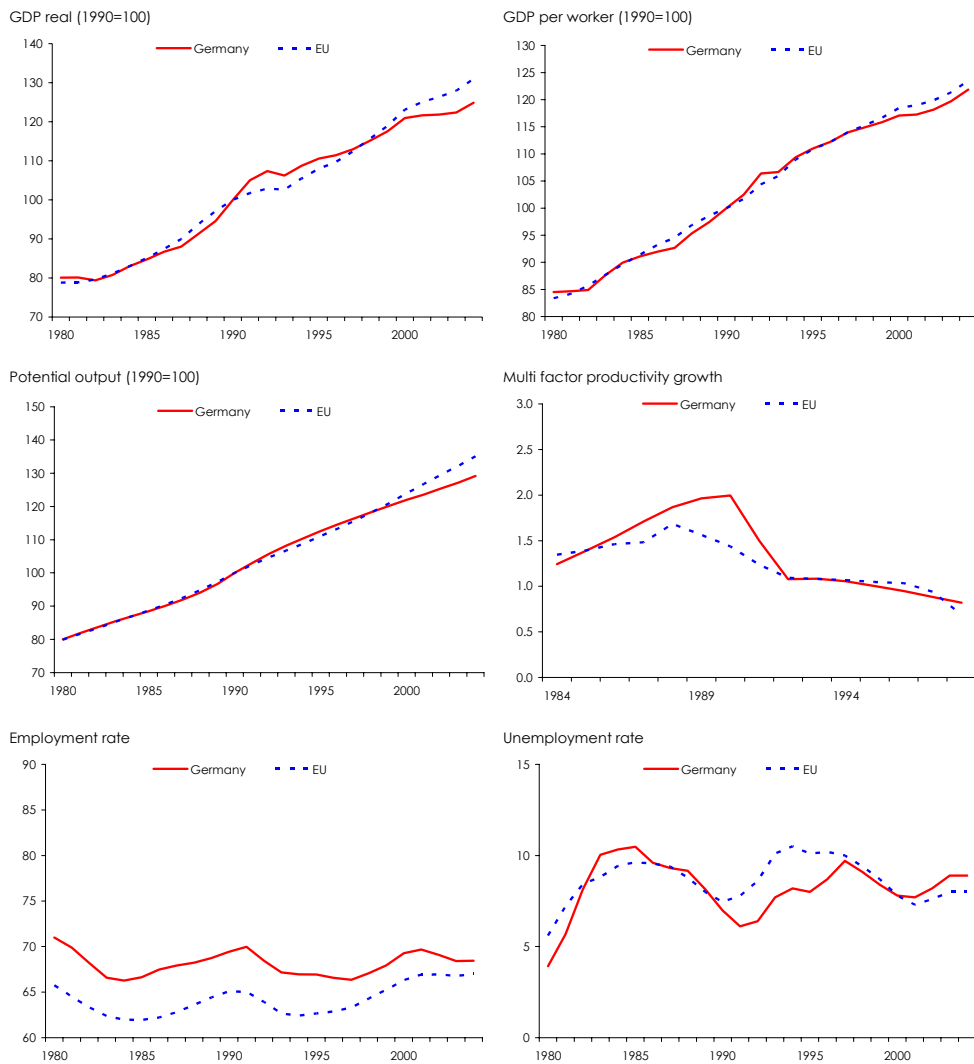 GDP real (1990=100)
Germany EU
140
130
120
110
100
90
80
70
1980 1985 1990 1995 2000
GDP per worker (1990=100)
Germany EU
130
125
120
115
110
105
100
95
90
85
80
1980 1985 1990 1995 2000
Potential output (1990=100)
Germany EU
150
140
130
120
110
100
90
80
70
1980 1985 1990 1995 2000
Multi factor productivity growth
Germany EU
3.0
2.5
2.0
1.5
1.0
0.5
0.0
1984 1989 1994
Employment rate
Germany EU
90
85
80
75
70
65
60
1980 1985 1990 1995 2000
Unemployment rate
Germany EU
15
10
5
0
1980 1985 1990 1995 2000